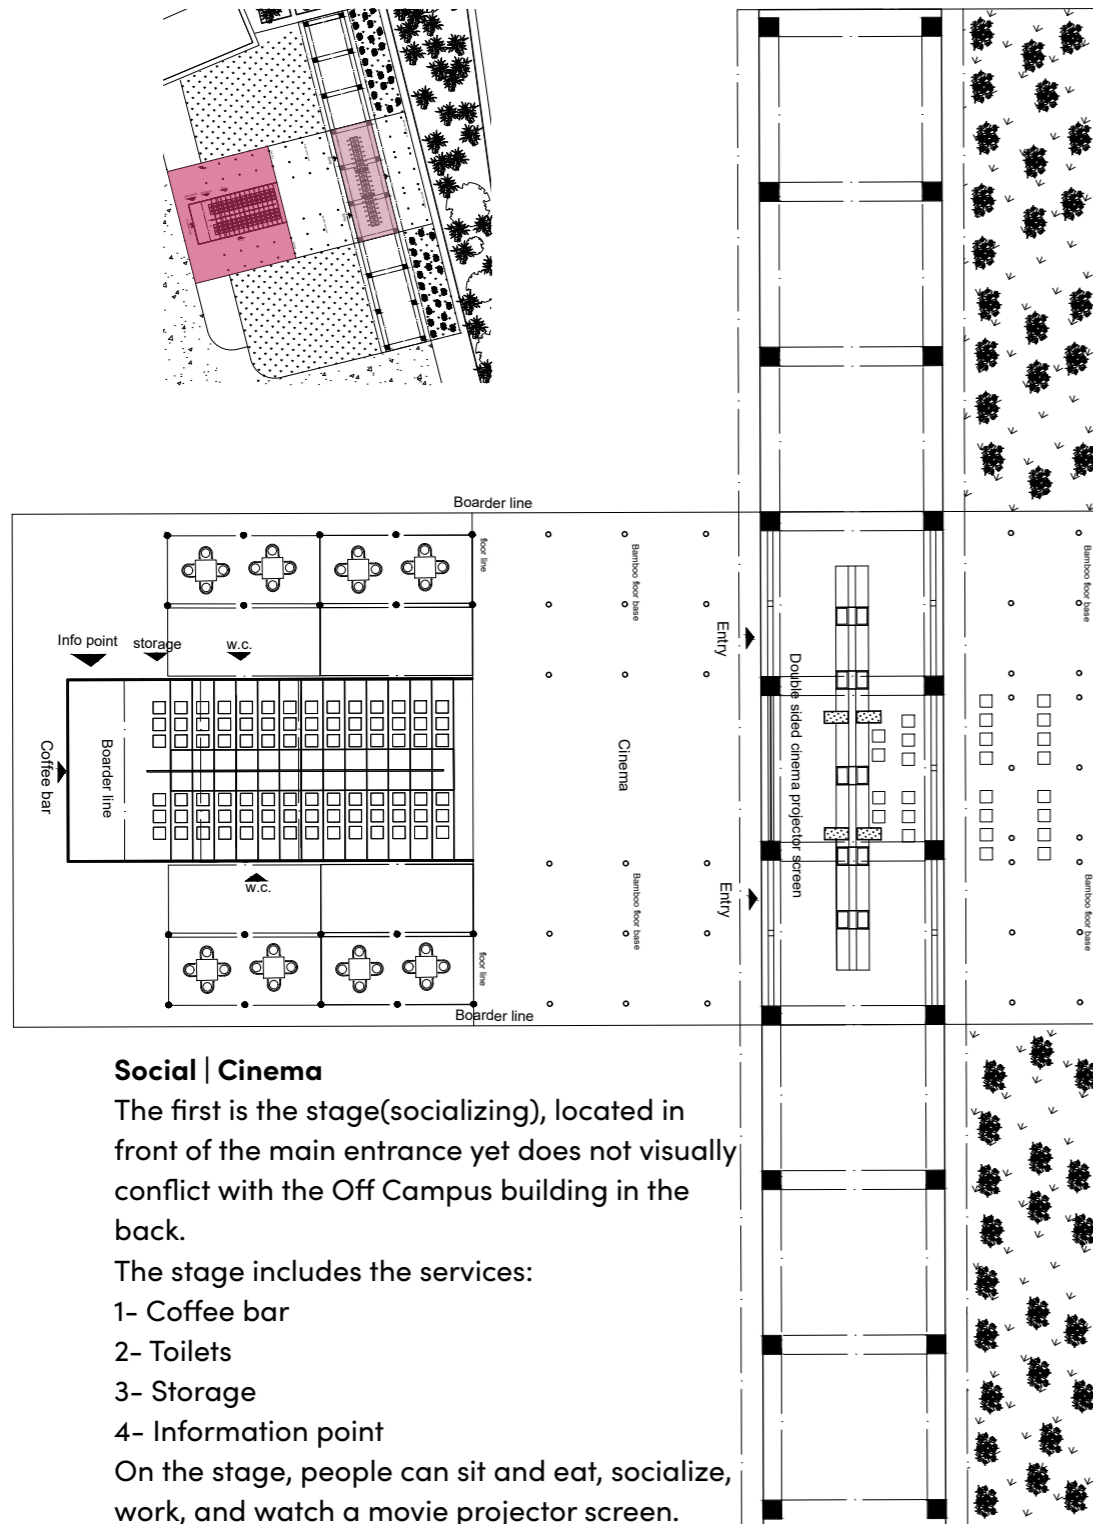 Boarder line
floor line
Bamboo floor base
Bamboo floor base
Info point
storage
w.c.
Entry
Double sided cinema projector screen
Coffee bar
Boarder line
Cinema
w.c.
Entry
Bamboo floor base
Bamboo floor base
floor line
Boarder line
Social | Cinema
The first is the stage(socializing), located in
front of the main entrance yet does not visually
conflict with the Off Campus building in the
back.
The stage includes the services:
1- Coffee bar
2- Toilets
3- Storage
4- Information point
On the stage, people can sit and eat, socialize,
work, and watch a movie projector screen.